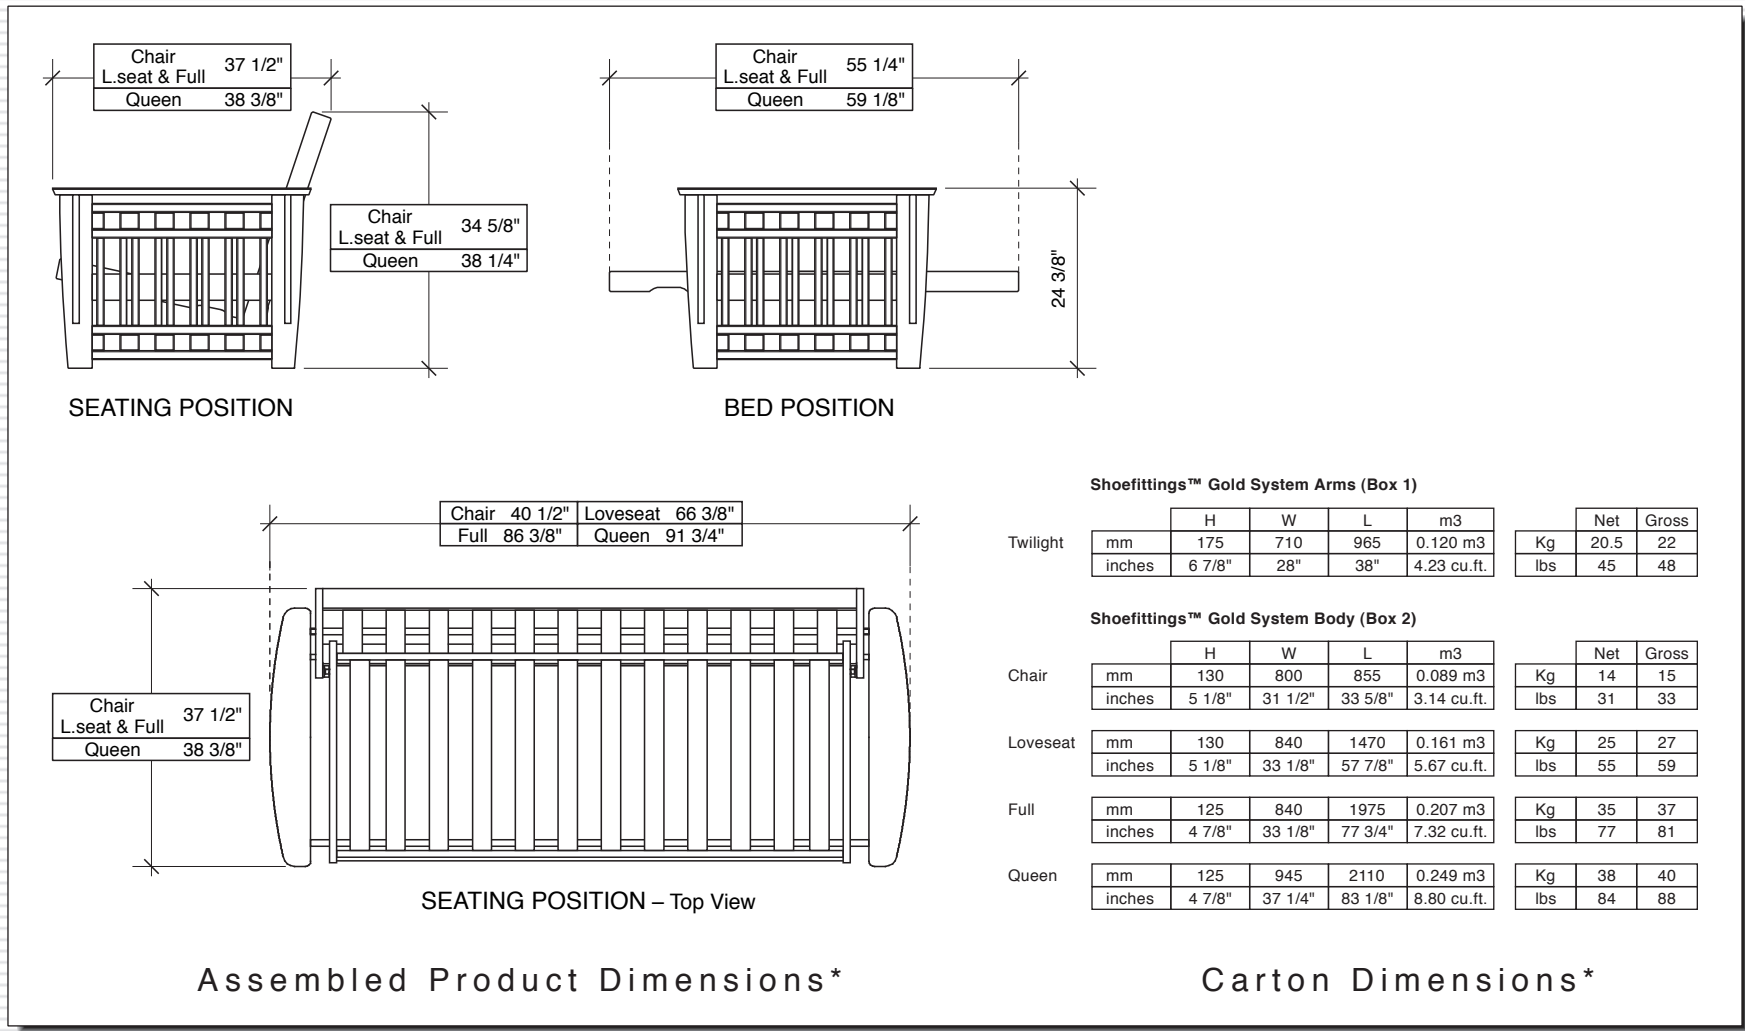 Chair
L.seat & Full 37 1/2"
Queen 38 3/8"
Chair
L.seat & Full 34 5/8"
Queen 38 1/4"
SEATING POSITION
Chair
L.seat & Full 55 1/4"
Queen 59 1/8"
24 3/8"
BED POSITION
Chair 40 1/2" Loveseat 66 3/8"
Full 86 3/8" Queen 91 3/4"
Chair
L.seat & Full 37 1/2"
Queen 38 3/8"
SEATING POSITION – Top View
Assembled Product Dimensions*
Shoefittings™ Gold System Arms (Box 1)
H W L m3 Net Gross
Twilight mm 175 710 965 0.120 m3 Kg 20.5 22
inches 6 7/8" 28" 38" 4.23 cu.ft. lbs 45 48
Shoefittings™ Gold System Body (Box 2)
H W L m3 Net Gross
Chair mm 130 800 855 0.089 m3 Kg 14 15
inches 5 1/8" 31 1/2" 33 5/8" 3.14 cu.ft. lbs 31 33
Loveseat mm 130 840 1470 0.161 m3 Kg 25 27
inches 5 1/8" 33 1/8" 57 7/8" 5.67 cu.ft. lbs 55 59
Full mm 125 840 1975 0.207 m3 Kg 35 37
inches 4 7/8" 33 1/8" 77 3/4" 7.32 cu.ft. lbs 77 81
Queen mm 125 945 2110 0.249 m3 Kg 38 40
inches 4 7/8" 37 1/4" 83 1/8" 8.80 cu.ft. lbs 84 88
Carton Dimensions*